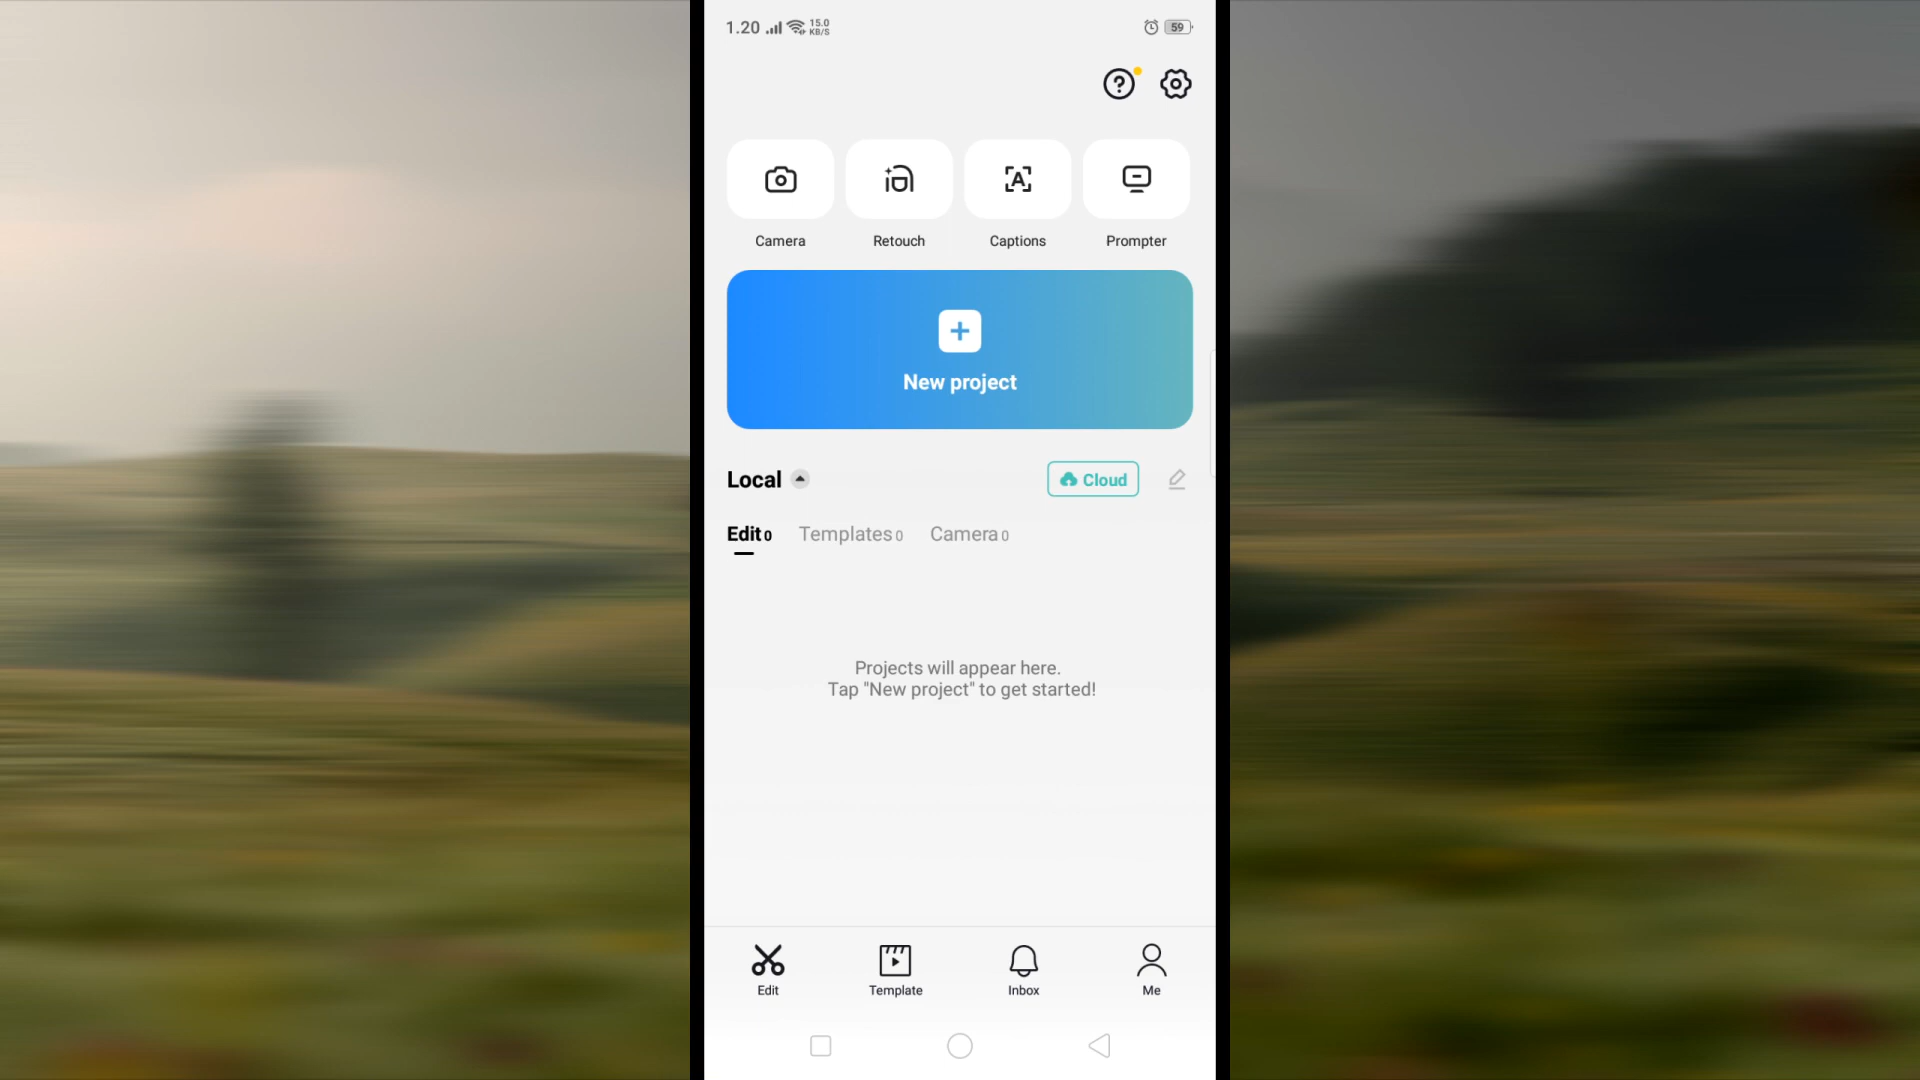 1.20 15.0 KB/S 59
Camera Retouch Captions Prompter
New project
Local Cloud
Edit 0 Templates 0 Camera 0
Projects will appear here.
Tap "New project" to get started!
Edit Template Inbox Me